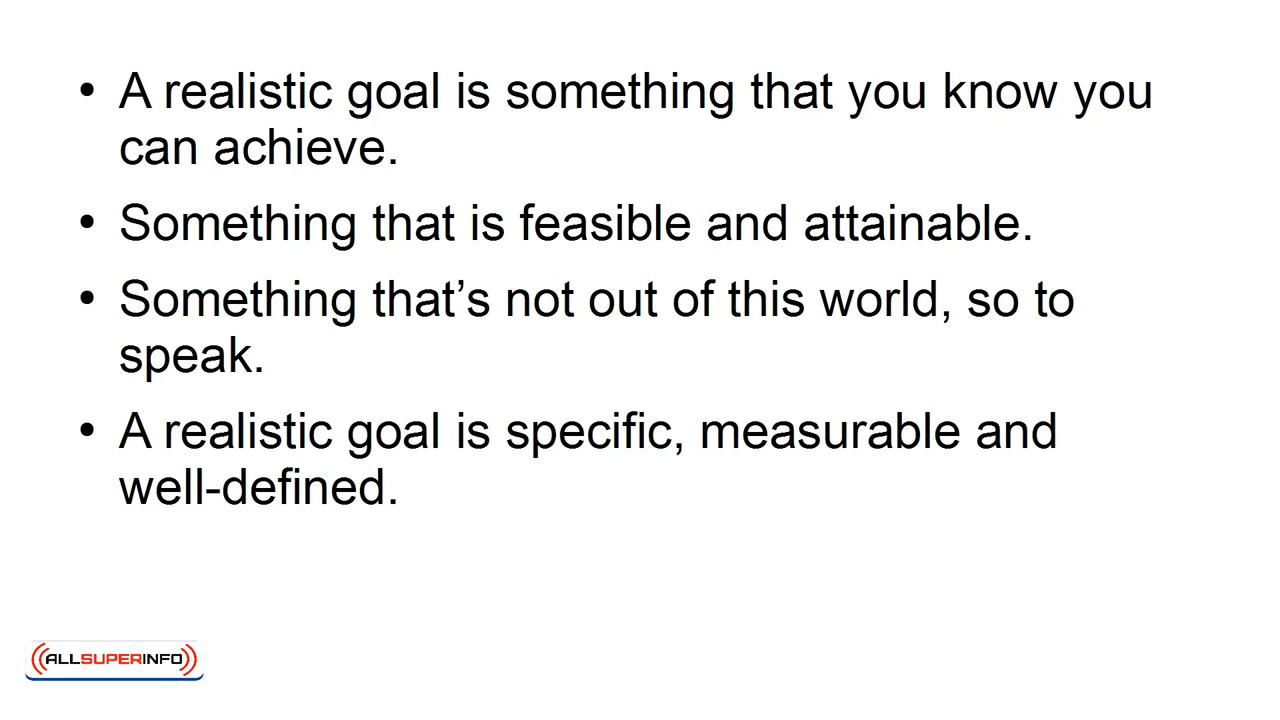 • A realistic goal is something that you know you
can achieve.
• Something that is feasible and attainable.
• Something that’s not out of this world, so to
speak.
• A realistic goal is specific, measurable and
well-defined.
ALLSUPERINFO